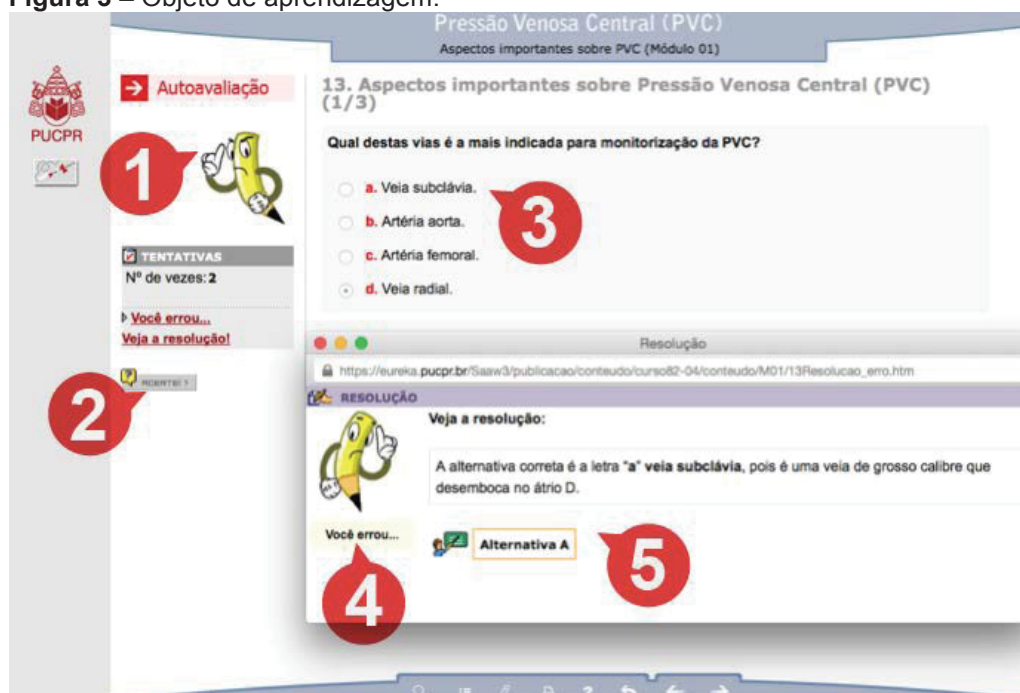 Figura 3 – Objeto de aprendizagem.
Pressão Venosa Central (PVC)
Aspectos importantes sobre PVC (Módulo 01)
PUCPR
Autoavaliação
13. Aspectos importantes sobre Pressão Venosa Central (PVC)
(1/3)
Qual destas vias é a mais indicada para monitorização da PVC?
a. Veia subclávia.
b. Artéria aorta.
c. Artéria femoral.
d. Veia radial.
1
3
TENTATIVAS
Nº de vezes: 2
Você errou...
Veja a resolução!
ACERTEI ?
2
Resolução
https://eureka.pucpr.br/Saaw3/publicacao/conteudo/curso82-04/conteudo/M01/13Resolucao_erro.htm
RESOLUÇÃO
Veja a resolução:
A alternativa correta é a letra "a" veia subclávia, pois é uma veia de grosso calibre que
desemboca no átrio D.
Você errou...
Alternativa A
4
5